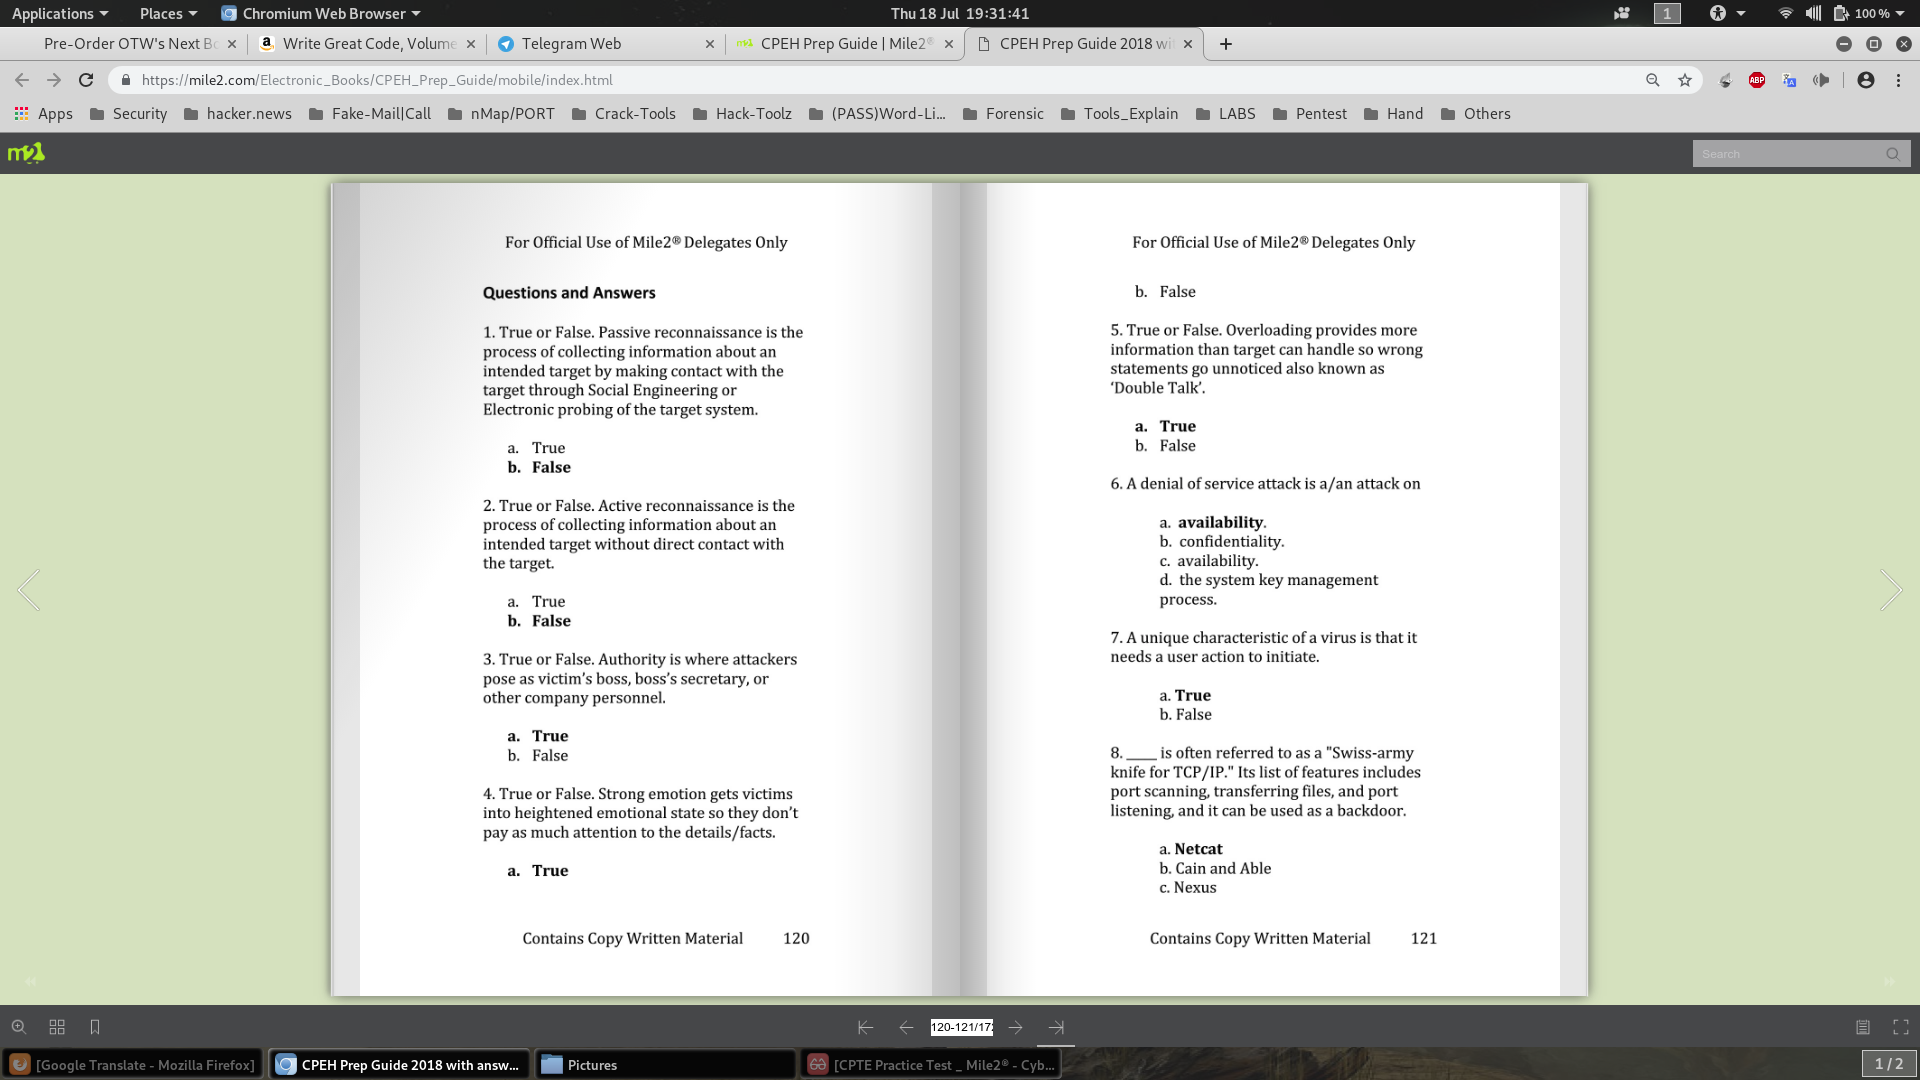 Applications
Places
Chromium Web Browser
Thu 18 Jul 19:31:41
1
100 %
Pre-Order OTW's Next Bo
Write Great Code, Volume
Telegram Web
CPEH Prep Guide | Mile2®
CPEH Prep Guide 2018 wi
https://mile2.com/Electronic_Books/CPEH_Prep_Guide/mobile/index.html
ABP
Apps
Security
hacker.news
Fake-Mail|Call
nMap/PORT
Crack-Tools
Hack-Toolz
(PASS)Word-Li...
Forensic
Tools_Explain
LABS
Pentest
Hand
Others
m2
Search
For Official Use of Mile2® Delegates Only
Questions and Answers
1. True or False. Passive reconnaissance is the
process of collecting information about an
intended target by making contact with the
target through Social Engineering or
Electronic probing of the target system.
a. True
b. False
2. True or False. Active reconnaissance is the
process of collecting information about an
intended target without direct contact with
the target.
a. True
b. False
3. True or False. Authority is where attackers
pose as victim’s boss, boss’s secretary, or
other company personnel.
a. True
b. False
4. True or False. Strong emotion gets victims
into heightened emotional state so they don’t
pay as much attention to the details/facts.
a. True
Contains Copy Written Material 120
For Official Use of Mile2® Delegates Only
b. False
5. True or False. Overloading provides more
information than target can handle so wrong
statements go unnoticed also known as
‘Double Talk’.
a. True
b. False
6. A denial of service attack is a/an attack on
a. availability.
b. confidentiality.
c. availability.
d. the system key management
process.
7. A unique characteristic of a virus is that it
needs a user action to initiate.
a. True
b. False
8. ____ is often referred to as a "Swiss-army
knife for TCP/IP." Its list of features includes
port scanning, transferring files, and port
listening, and it can be used as a backdoor.
a. Netcat
b. Cain and Able
c. Nexus
Contains Copy Written Material 121
120-121/17
[Google Translate - Mozilla Firefox]
CPEH Prep Guide 2018 with answ...
Pictures
[CPTE Practice Test _ Mile2® - Cyb...
1 / 2